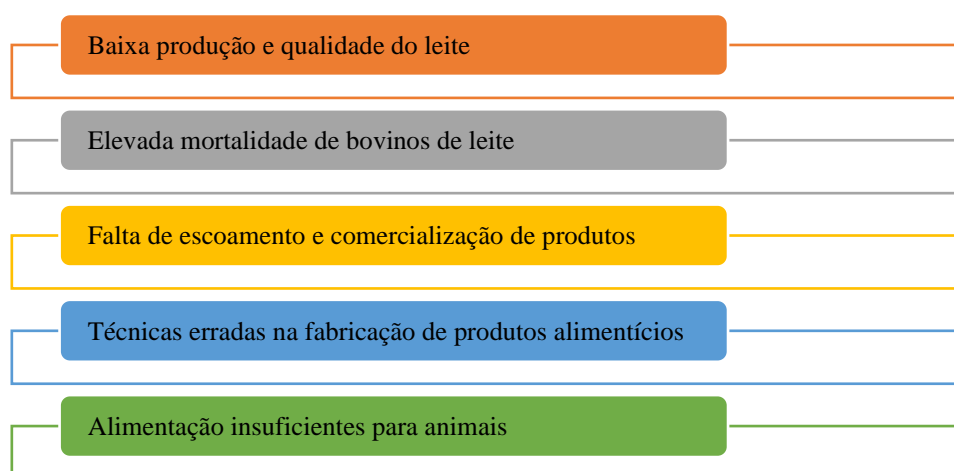 Baixa produção e qualidade do leite
Elevada mortalidade de bovinos de leite
Falta de escoamento e comercialização de produtos
Técnicas erradas na fabricação de produtos alimentícios
Alimentação insuficientes para animais